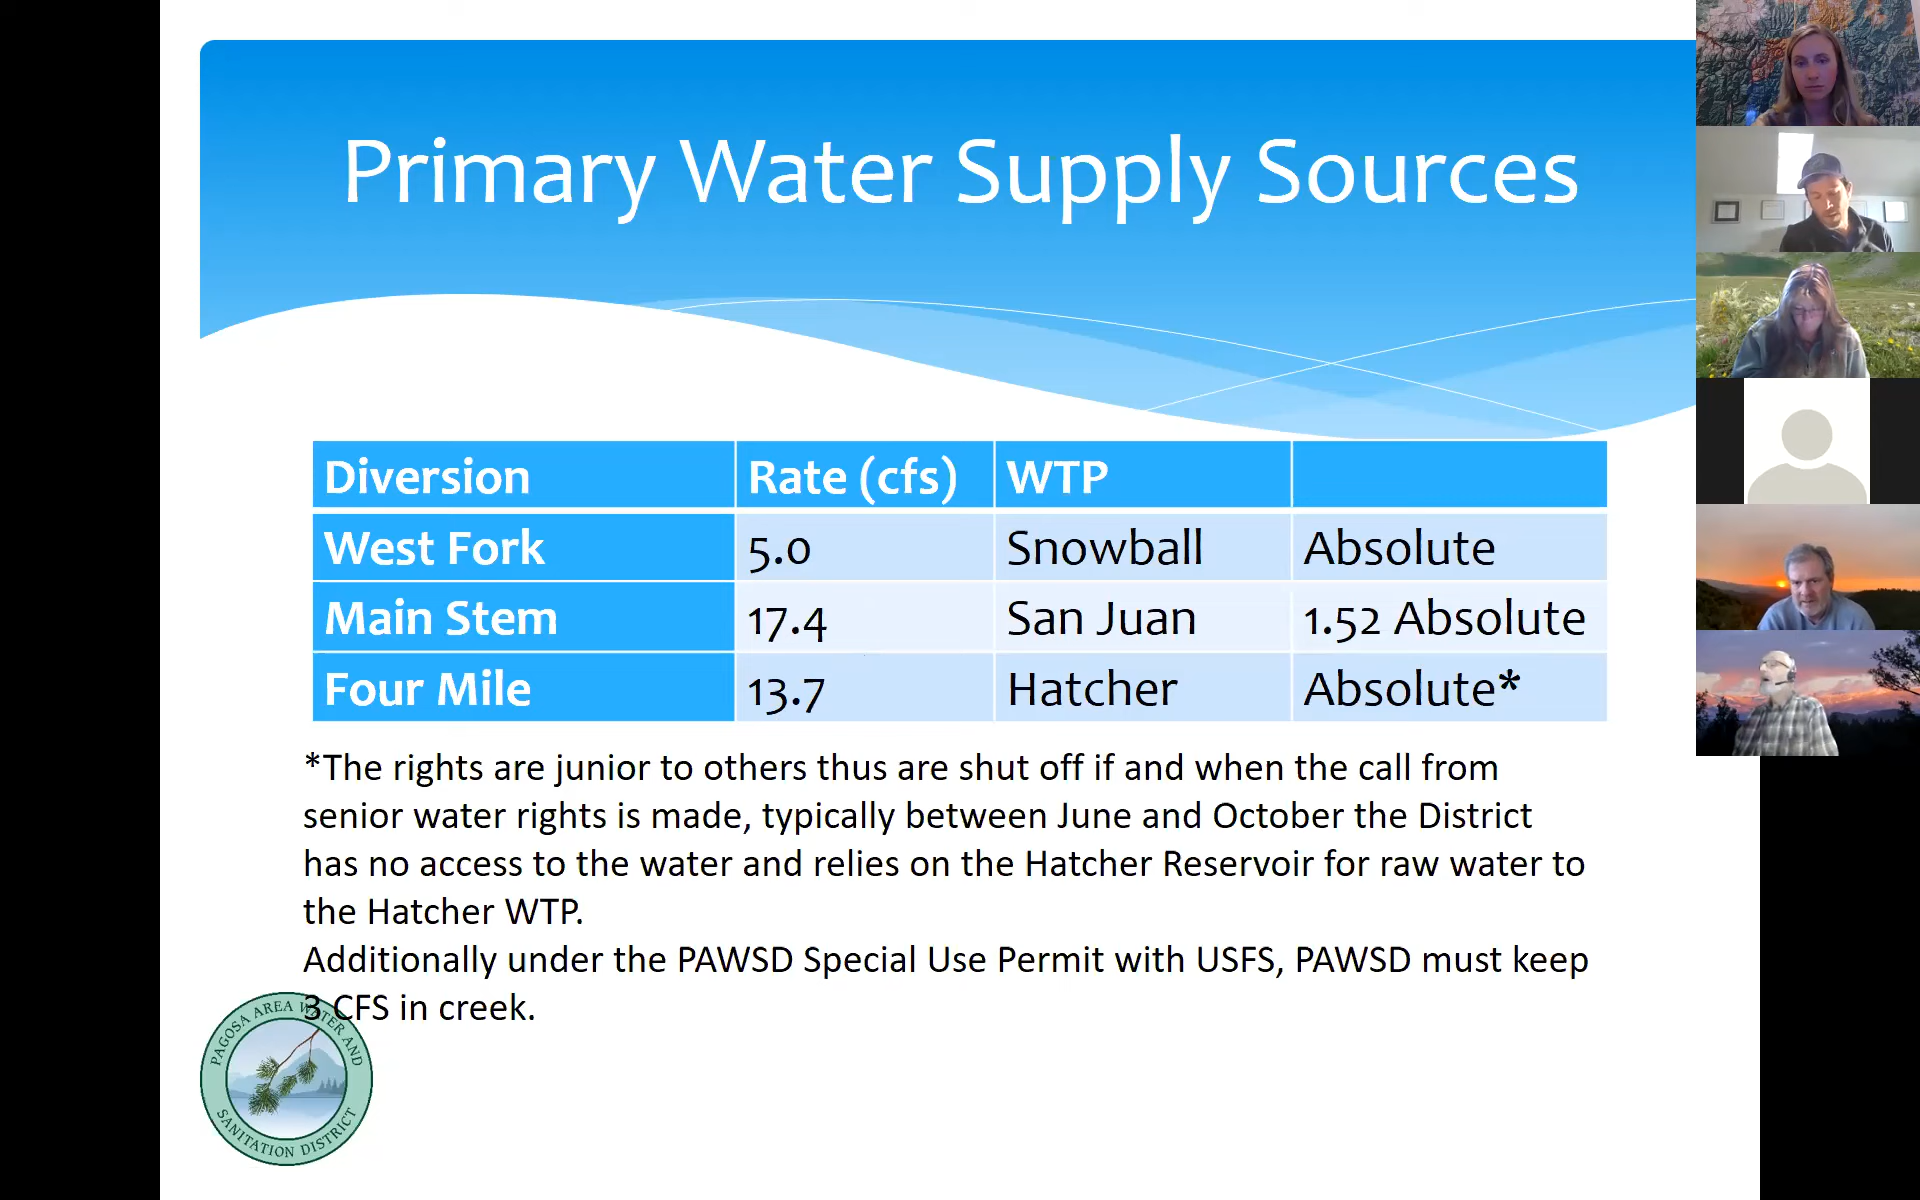 Primary Water Supply Sources
Diversion Rate (cfs) WTP
West Fork 5.0 Snowball Absolute
Main Stem 17.4 San Juan 1.52 Absolute
Four Mile 13.7 Hatcher Absolute*
*The rights are junior to others thus are shut off if and when the call from
senior water rights is made, typically between June and October the District
has no access to the water and relies on the Hatcher Reservoir for raw water to
the Hatcher WTP.
Additionally under the PAWSD Special Use Permit with USFS, PAWSD must keep
3 CFS in creek.
PAGOSA AREA WATER AND
SANITATION DISTRICT